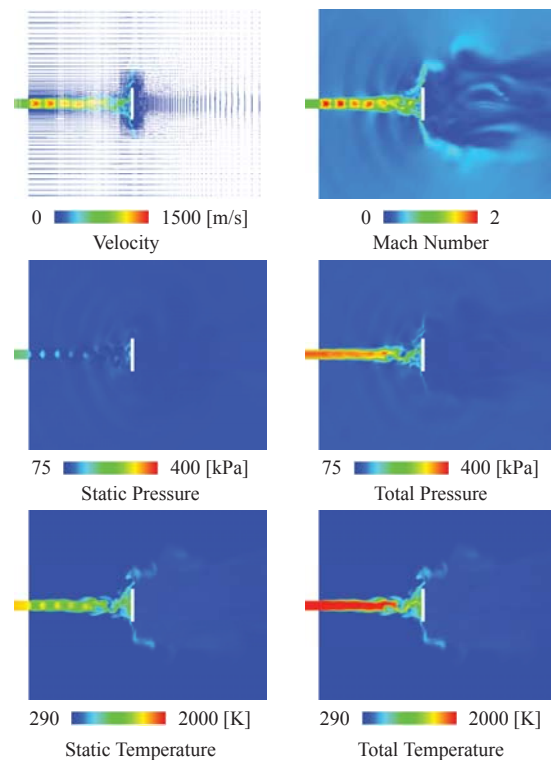 0 1500 [m/s]
Velocity
0 2
Mach Number
75 400 [kPa]
Static Pressure
75 400 [kPa]
Total Pressure
290 2000 [K]
Static Temperature
290 2000 [K]
Total Temperature